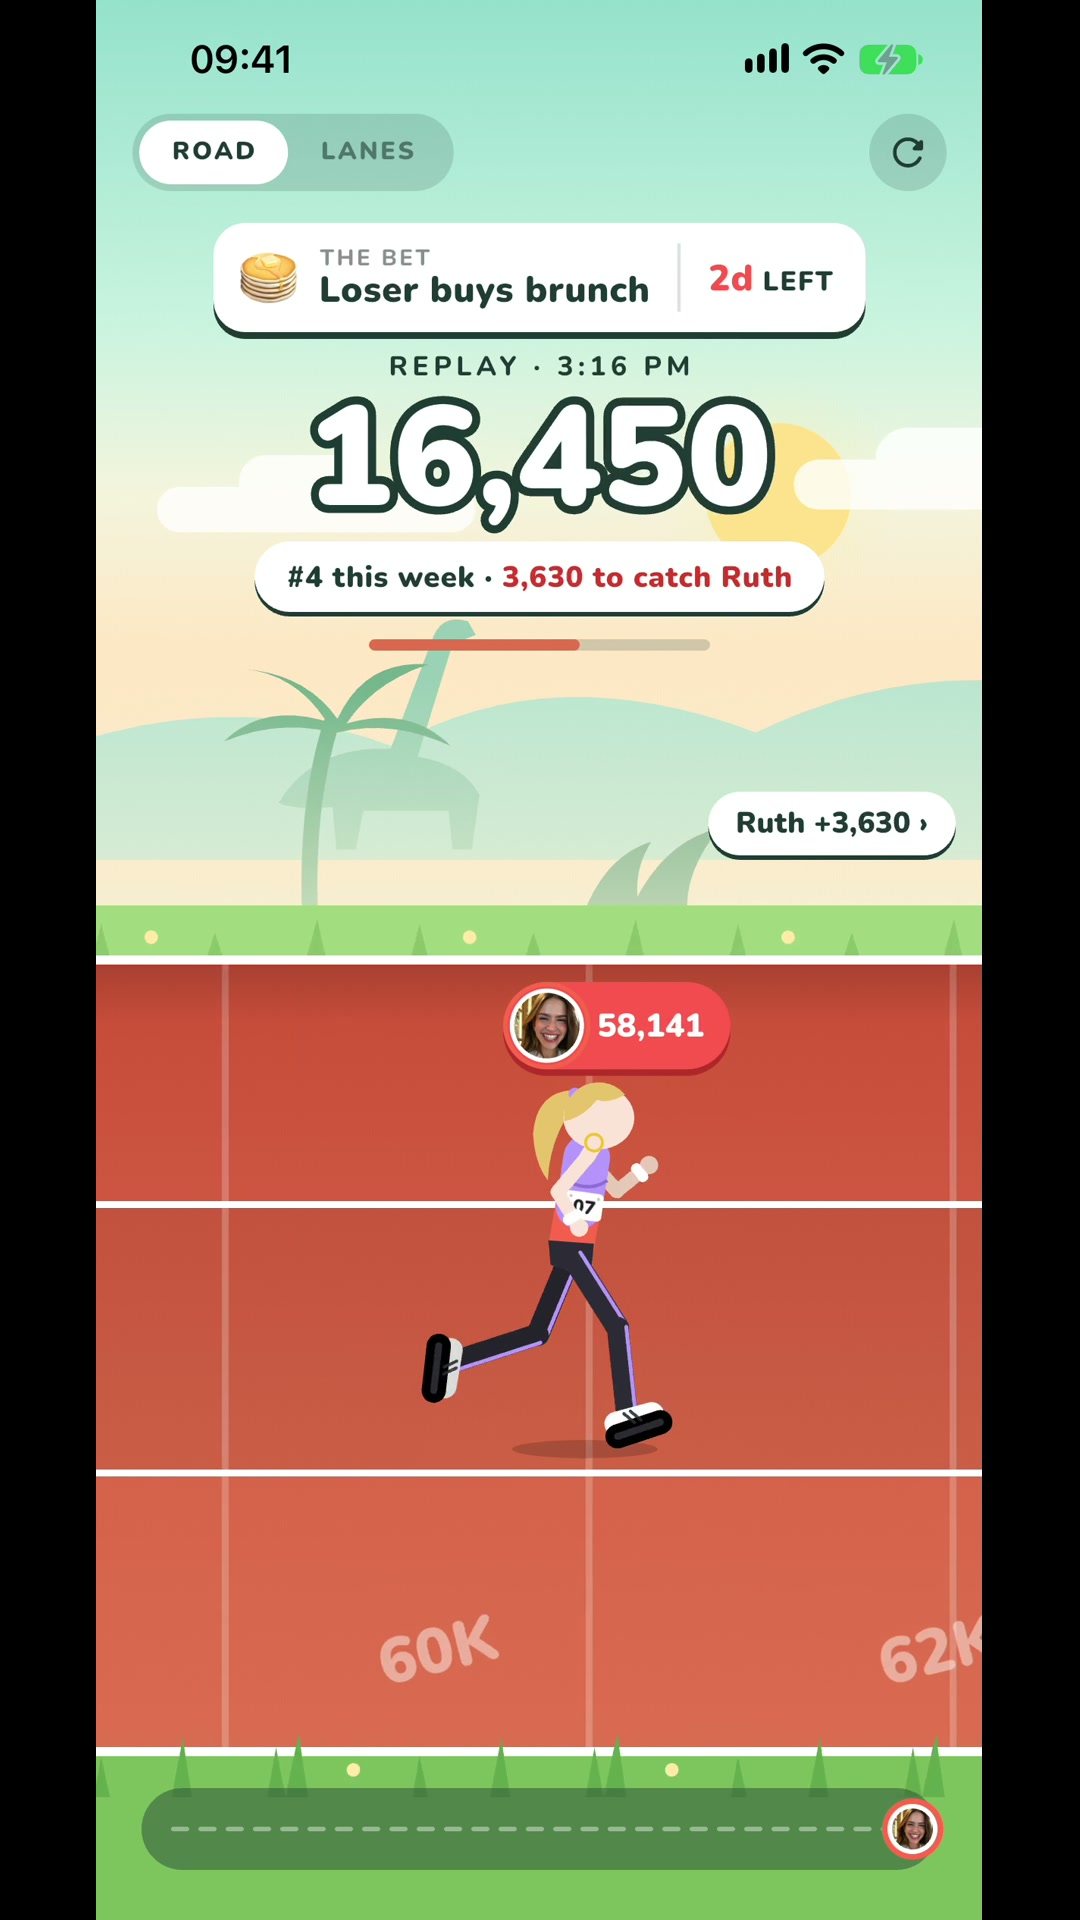 09:41
ROAD LANES
THE BET
Loser buys brunch
2d LEFT
REPLAY · 3:16 PM
16,450
#4 this week · 3,630 to catch Ruth
Ruth +3,630 ›
58,141
07
60K
62K